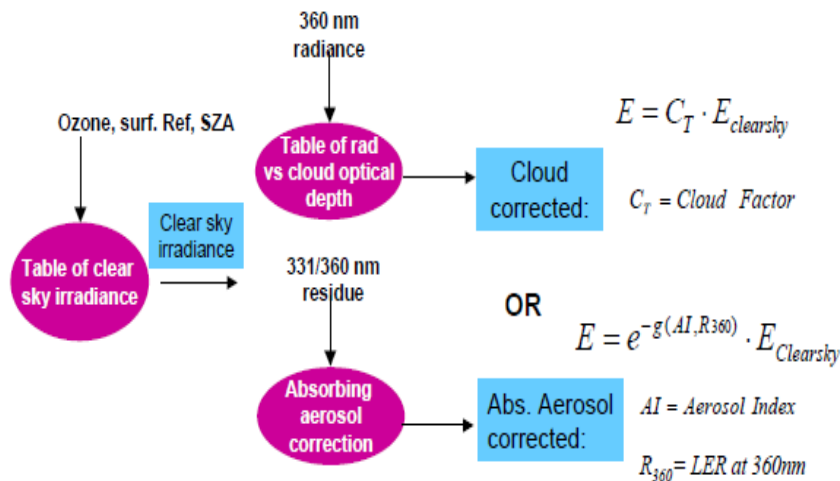 360 nm
radiance
Ozone, surf. Ref, SZA
Table of clear
sky irradiance
Clear sky
irradiance
Table of rad
vs cloud optical
depth
Cloud
corrected:
E = C_T · E_clearsky
C_T = Cloud Factor
331/360 nm
residue
OR
Absorbing
aerosol
correction
Abs. Aerosol
corrected:
E = e^{-g(AI,R360)} · E_Clearsky
AI = Aerosol Index
R_360 = LER at 360nm